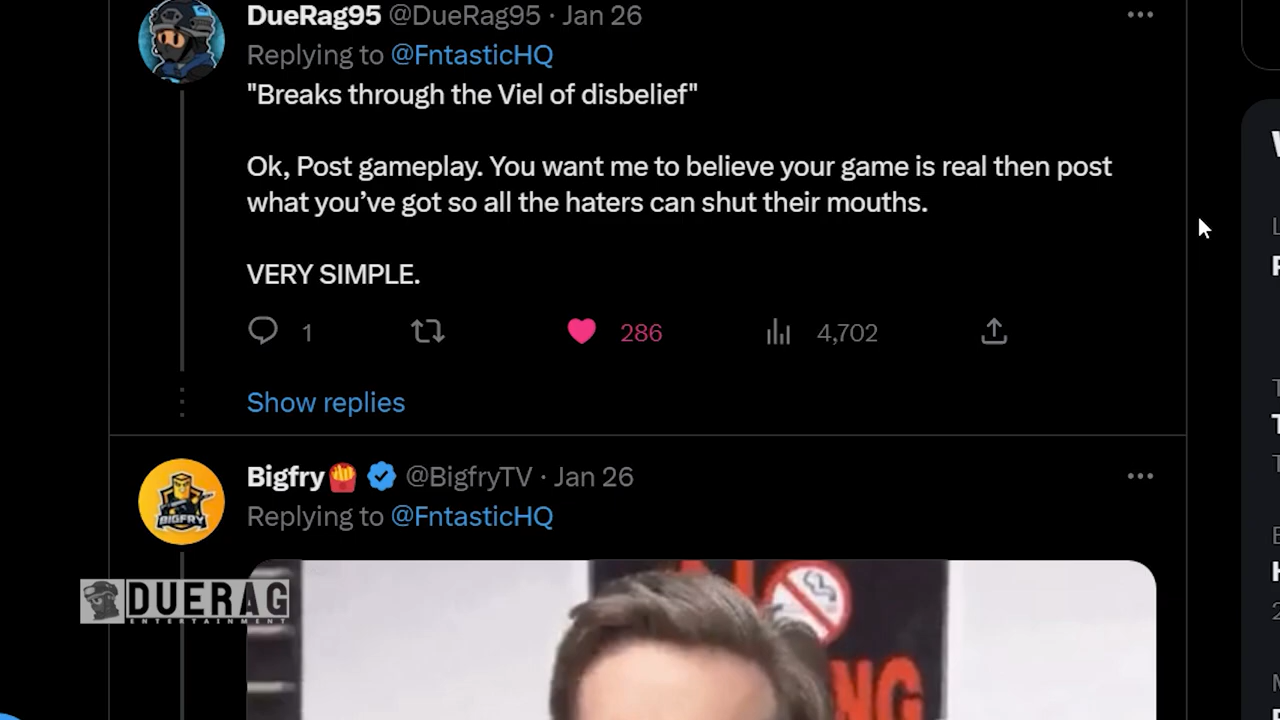 DueRag95 @DueRag95 · Jan 26
Replying to @FntasticHQ
"Breaks through the Viel of disbelief"
Ok, Post gameplay. You want me to believe your game is real then post
what you’ve got so all the haters can shut their mouths.
VERY SIMPLE.
1 286 4,702
Show replies
Bigfry🍟 @BigfryTV · Jan 26
BIGFRY
Replying to @FntasticHQ
DUERAG
ENTERTAINMENT